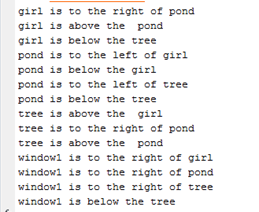 girl is to the right of pond
girl is above the  pond
girl is below the tree
pond is to the left of girl
pond is below the girl
pond is to the left of tree
pond is below the tree
tree is above the  girl
tree is to the right of pond
tree is above the  pond
window1 is to the right of girl
window1 is to the right of pond
window1 is to the right of tree
window1 is below the tree